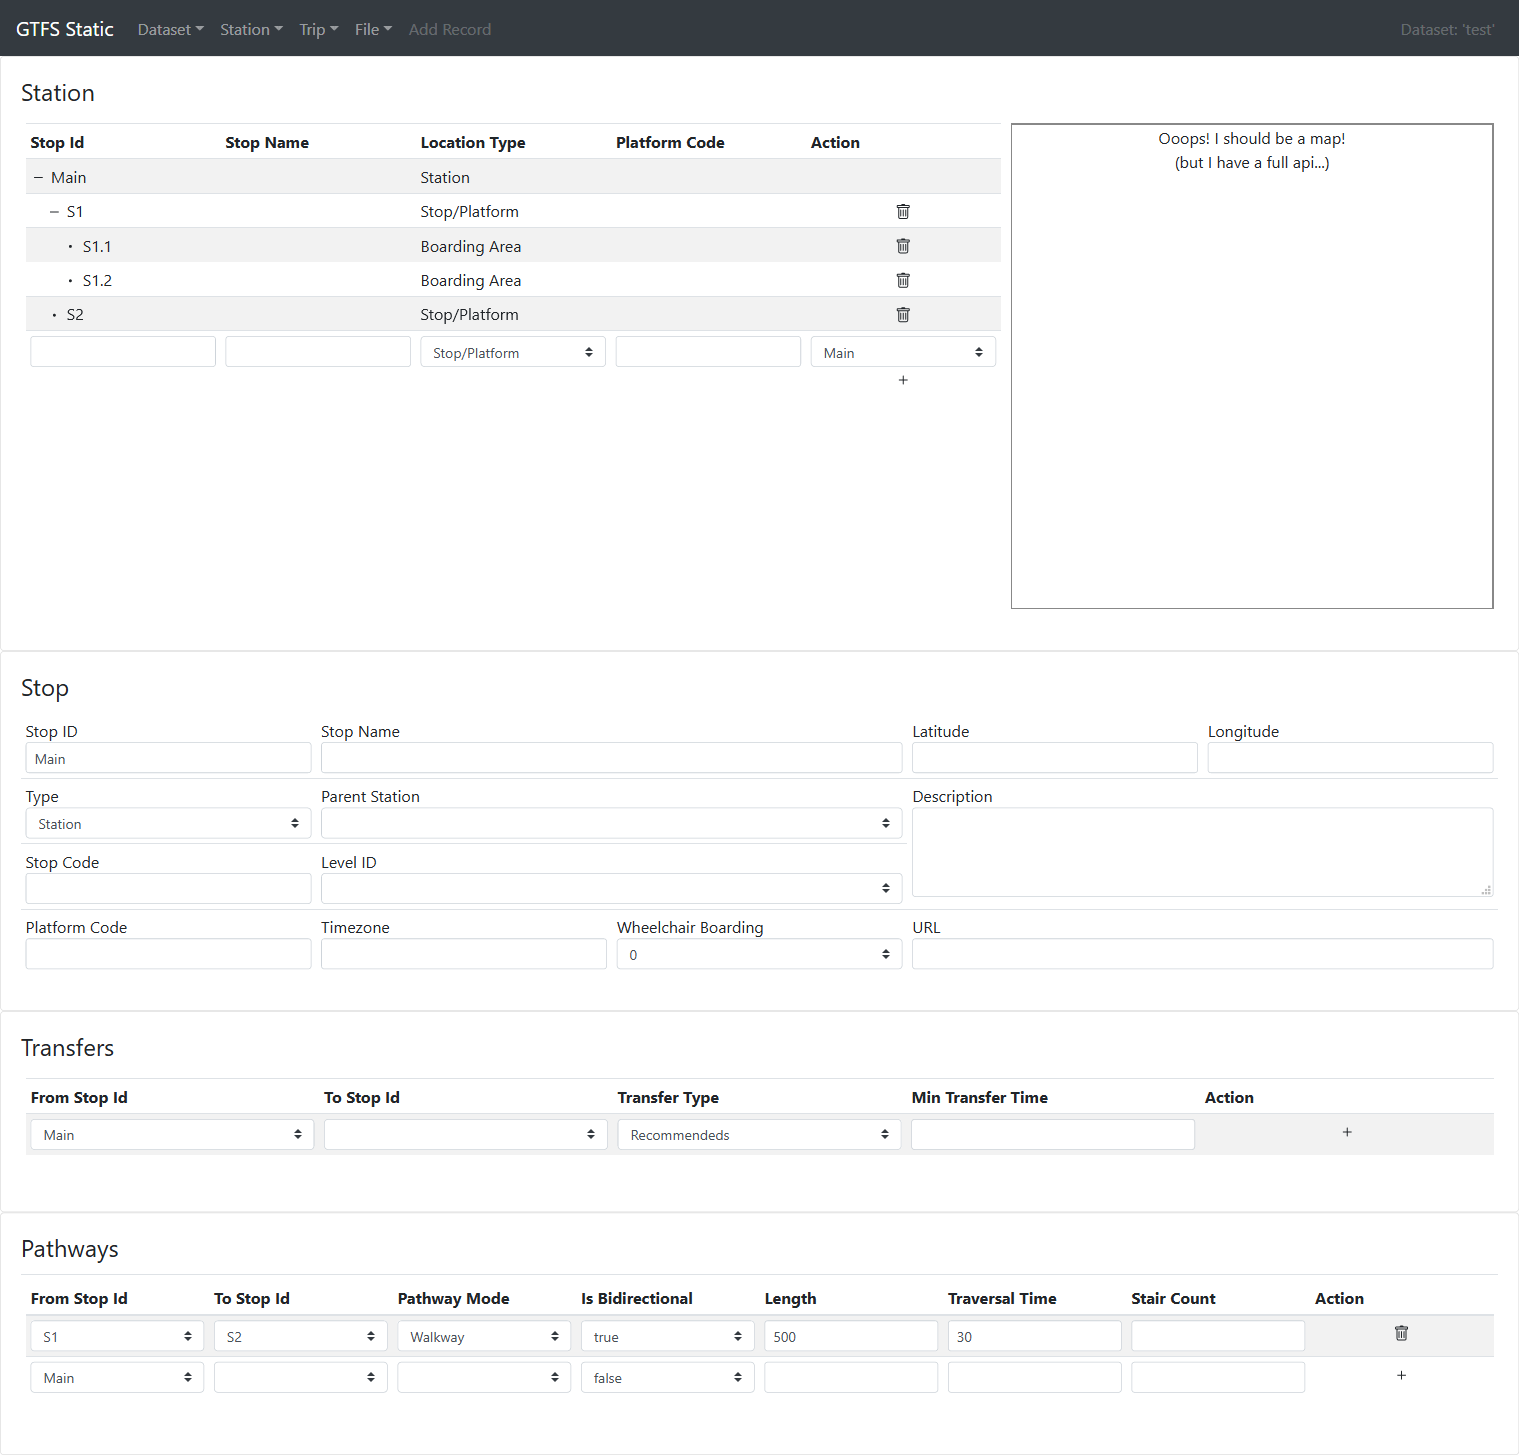 GTFS Static Dataset Station Trip File Add Record Dataset: 'test'
Station
Stop Id Stop Name Location Type Platform Code Action
Main Station
S1 Stop/Platform
S1.1 Boarding Area
S1.2 Boarding Area
S2 Stop/Platform
Stop/Platform Main
+
Ooops! I should be a map!
(but I have a full api...)
Stop
Stop ID Stop Name Latitude Longitude
Main
Type Parent Station Description
Station
Stop Code Level ID
Platform Code Timezone Wheelchair Boarding URL
0
Transfers
From Stop Id To Stop Id Transfer Type Min Transfer Time Action
Main Recommendeds +
Pathways
From Stop Id To Stop Id Pathway Mode Is Bidirectional Length Traversal Time Stair Count Action
S1 S2 Walkway true 500 30
Main false +